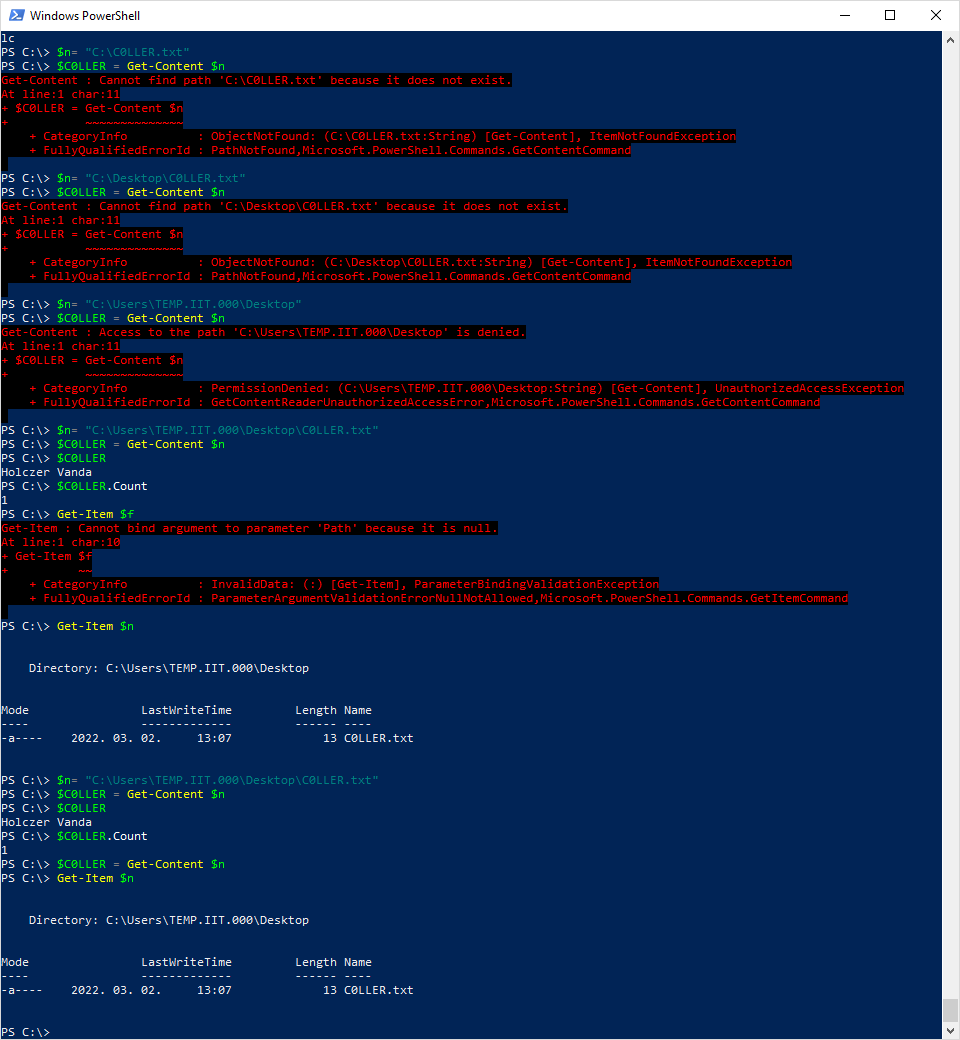 Windows PowerShell
lc
PS C:\> $n= "C:\C0LLER.txt"
PS C:\> $C0LLER = Get-Content $n
Get-Content : Cannot find path 'C:\C0LLER.txt' because it does not exist.
At line:1 char:11
+ $C0LLER = Get-Content $n
+           ~~~~~~~~~~~~~~
    + CategoryInfo          : ObjectNotFound: (C:\C0LLER.txt:String) [Get-Content], ItemNotFoundException
    + FullyQualifiedErrorId : PathNotFound,Microsoft.PowerShell.Commands.GetContentCommand
PS C:\> $n= "C:\Desktop\C0LLER.txt"
PS C:\> $C0LLER = Get-Content $n
Get-Content : Cannot find path 'C:\Desktop\C0LLER.txt' because it does not exist.
At line:1 char:11
+ $C0LLER = Get-Content $n
+           ~~~~~~~~~~~~~~
    + CategoryInfo          : ObjectNotFound: (C:\Desktop\C0LLER.txt:String) [Get-Content], ItemNotFoundException
    + FullyQualifiedErrorId : PathNotFound,Microsoft.PowerShell.Commands.GetContentCommand
PS C:\> $n= "C:\Users\TEMP.IIT.000\Desktop"
PS C:\> $C0LLER = Get-Content $n
Get-Content : Access to the path 'C:\Users\TEMP.IIT.000\Desktop' is denied.
At line:1 char:11
+ $C0LLER = Get-Content $n
+           ~~~~~~~~~~~~~~
    + CategoryInfo          : PermissionDenied: (C:\Users\TEMP.IIT.000\Desktop:String) [Get-Content], UnauthorizedAccessException
    + FullyQualifiedErrorId : GetContentReaderUnauthorizedAccessError,Microsoft.PowerShell.Commands.GetContentCommand
PS C:\> $n= "C:\Users\TEMP.IIT.000\Desktop\C0LLER.txt"
PS C:\> $C0LLER = Get-Content $n
PS C:\> $C0LLER
Holczer Vanda
PS C:\> $C0LLER.Count
1
PS C:\> Get-Item $f
Get-Item : Cannot bind argument to parameter 'Path' because it is null.
At line:1 char:10
+ Get-Item $f
+          ~~
    + CategoryInfo          : InvalidData: (:) [Get-Item], ParameterBindingValidationException
    + FullyQualifiedErrorId : ParameterArgumentValidationErrorNullNotAllowed,Microsoft.PowerShell.Commands.GetItemCommand
PS C:\> Get-Item $n
    Directory: C:\Users\TEMP.IIT.000\Desktop
Mode                LastWriteTime         Length Name
----                -------------         ------ ----
-a----    2022. 03. 02.     13:07             13 C0LLER.txt
PS C:\> $n= "C:\Users\TEMP.IIT.000\Desktop\C0LLER.txt"
PS C:\> $C0LLER = Get-Content $n
PS C:\> $C0LLER
Holczer Vanda
PS C:\> $C0LLER.Count
1
PS C:\> $C0LLER = Get-Content $n
PS C:\> Get-Item $n
    Directory: C:\Users\TEMP.IIT.000\Desktop
Mode                LastWriteTime         Length Name
----                -------------         ------ ----
-a----    2022. 03. 02.     13:07             13 C0LLER.txt
PS C:\>